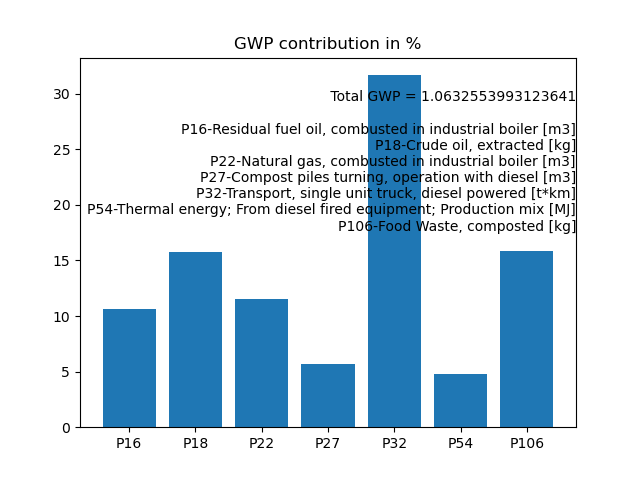 GWP contribution in %
30
25
20
15
10
5
0
Total GWP = 1.0632553993123641
P16-Residual fuel oil, combusted in industrial boiler [m3]
P18-Crude oil, extracted [kg]
P22-Natural gas, combusted in industrial boiler [m3]
P27-Compost piles turning, operation with diesel [m3]
P32-Transport, single unit truck, diesel powered [t*km]
P54-Thermal energy; From diesel fired equipment; Production mix [MJ]
P106-Food Waste, composted [kg]
P16 P18 P22 P27 P32 P54 P106